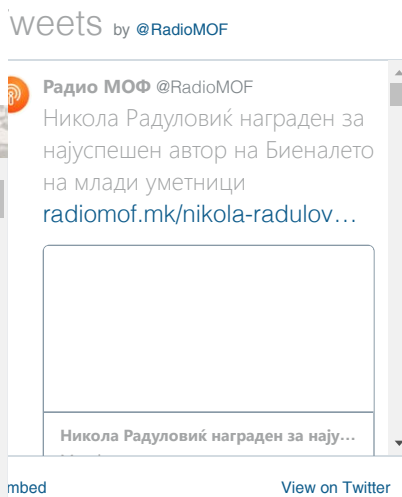 Tweets by @RadioMOF
Радио МОФ @RadioMOF
Никола Радуловиќ награден за
најуспешен автор на Биеналето
на млади уметници
radiomof.mk/nikola-radulov…
Никола Радуловиќ награден за нају…
mbed View on Twitter